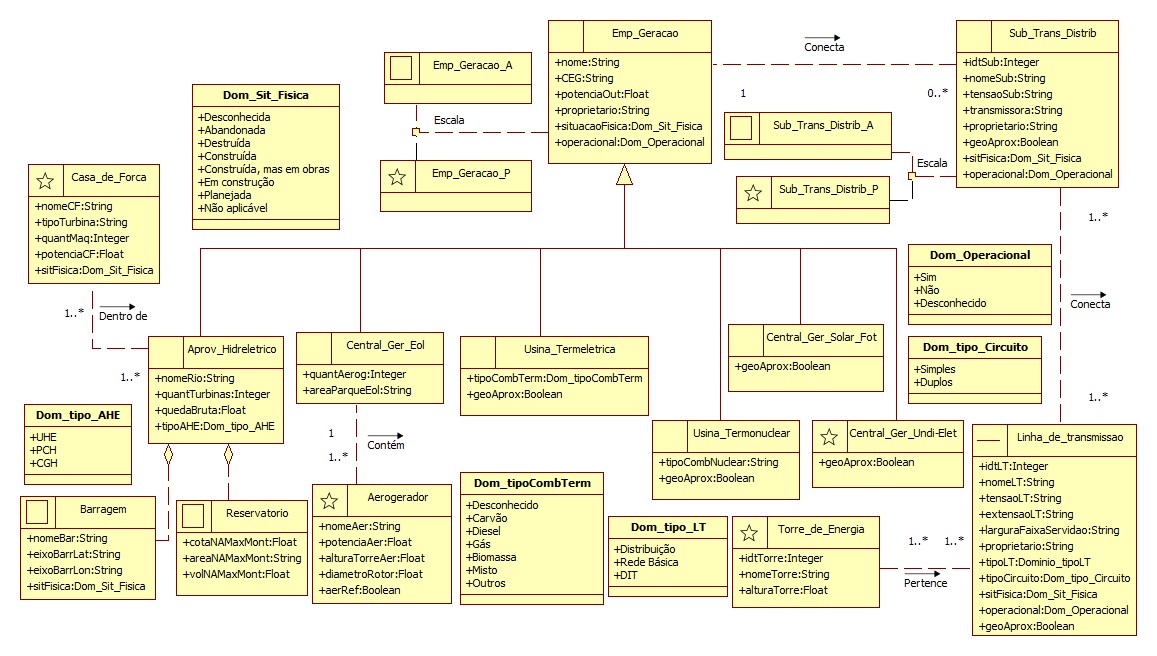 Emp_Geracao
+nome:String
+CEG:String
+potenciaOut:Float
+proprietario:String
+situacaoFisica:Dom_Sit_Fisica
+operacional:Dom_Operacional
Conecta
1
0..*
Sub_Trans_Distrib
+idtSub:Integer
+nomeSub:String
+tensaoSub:String
+transmissora:String
+proprietario:String
+geoAprox:Boolean
+sitFisica:Dom_Sit_Fisica
+operacional:Dom_Operacional
Emp_Geracao_A
Escala
Emp_Geracao_P
Sub_Trans_Distrib_A
Escala
Sub_Trans_Distrib_P
Dom_Sit_Fisica
+Desconhecida
+Abandonada
+Destruída
+Construída
+Construída, mas em obras
+Em construção
+Planejada
+Não aplicável
Casa_de_Forca
+nomeCF:String
+tipoTurbina:String
+quantMaq:Integer
+potenciaCF:Float
+sitFisica:Dom_Sit_Fisica
1..*
Dentro de
1..*
1..*
Conecta
1..*
Dom_Operacional
+Sim
+Não
+Desconhecido
Dom_tipo_Circuito
+Simples
+Duplos
Aprov_Hidreletrico
+nomeRio:String
+quantTurbinas:Integer
+quedaBruta:Float
+tipoAHE:Dom_tipo_AHE
Central_Ger_Eol
+quantAerog:Integer
+areaParqueEol:String
Usina_Termeletrica
+tipoCombTerm:Dom_tipoCombTerm
+geoAprox:Boolean
Central_Ger_Solar_Fot
+geoAprox:Boolean
Usina_Termonuclear
+tipoCombNuclear:String
+geoAprox:Boolean
Central_Ger_Undi-Elet
+geoAprox:Boolean
Dom_tipo_AHE
+UHE
+PCH
+CGH
1
Contém
1..*
Barragem
+nomeBar:String
+eixoBarrLat:String
+eixoBarrLon:String
+sitFisica:Dom_Sit_Fisica
Reservatorio
+cotaNAMaxMont:Float
+areaNAMaxMont:String
+volNAMaxMont:Float
Aerogerador
+nomeAer:String
+potenciaAer:Float
+alturaTorreAer:Float
+diametroRotor:Float
+aerRef:Boolean
Dom_tipoCombTerm
+Desconhecido
+Carvão
+Diesel
+Gás
+Biomassa
+Misto
+Outros
Dom_tipo_LT
+Distribuição
+Rede Básica
+DIT
Torre_de_Energia
+idtTorre:Integer
+nomeTorre:String
+alturaTorre:Float
1..*
1..*
Pertence
Linha_de_transmissao
+idtLT:Integer
+nomeLT:String
+tensaoLT:String
+extensaoLT:String
+larguraFaixaServidao:String
+proprietario:String
+tipoLT:Dominio_tipoLT
+tipoCircuito:Dom_tipo_Circuito
+sitFisica:Dom_Sit_Fisica
+operacional:Dom_Operacional
+geoAprox:Boolean